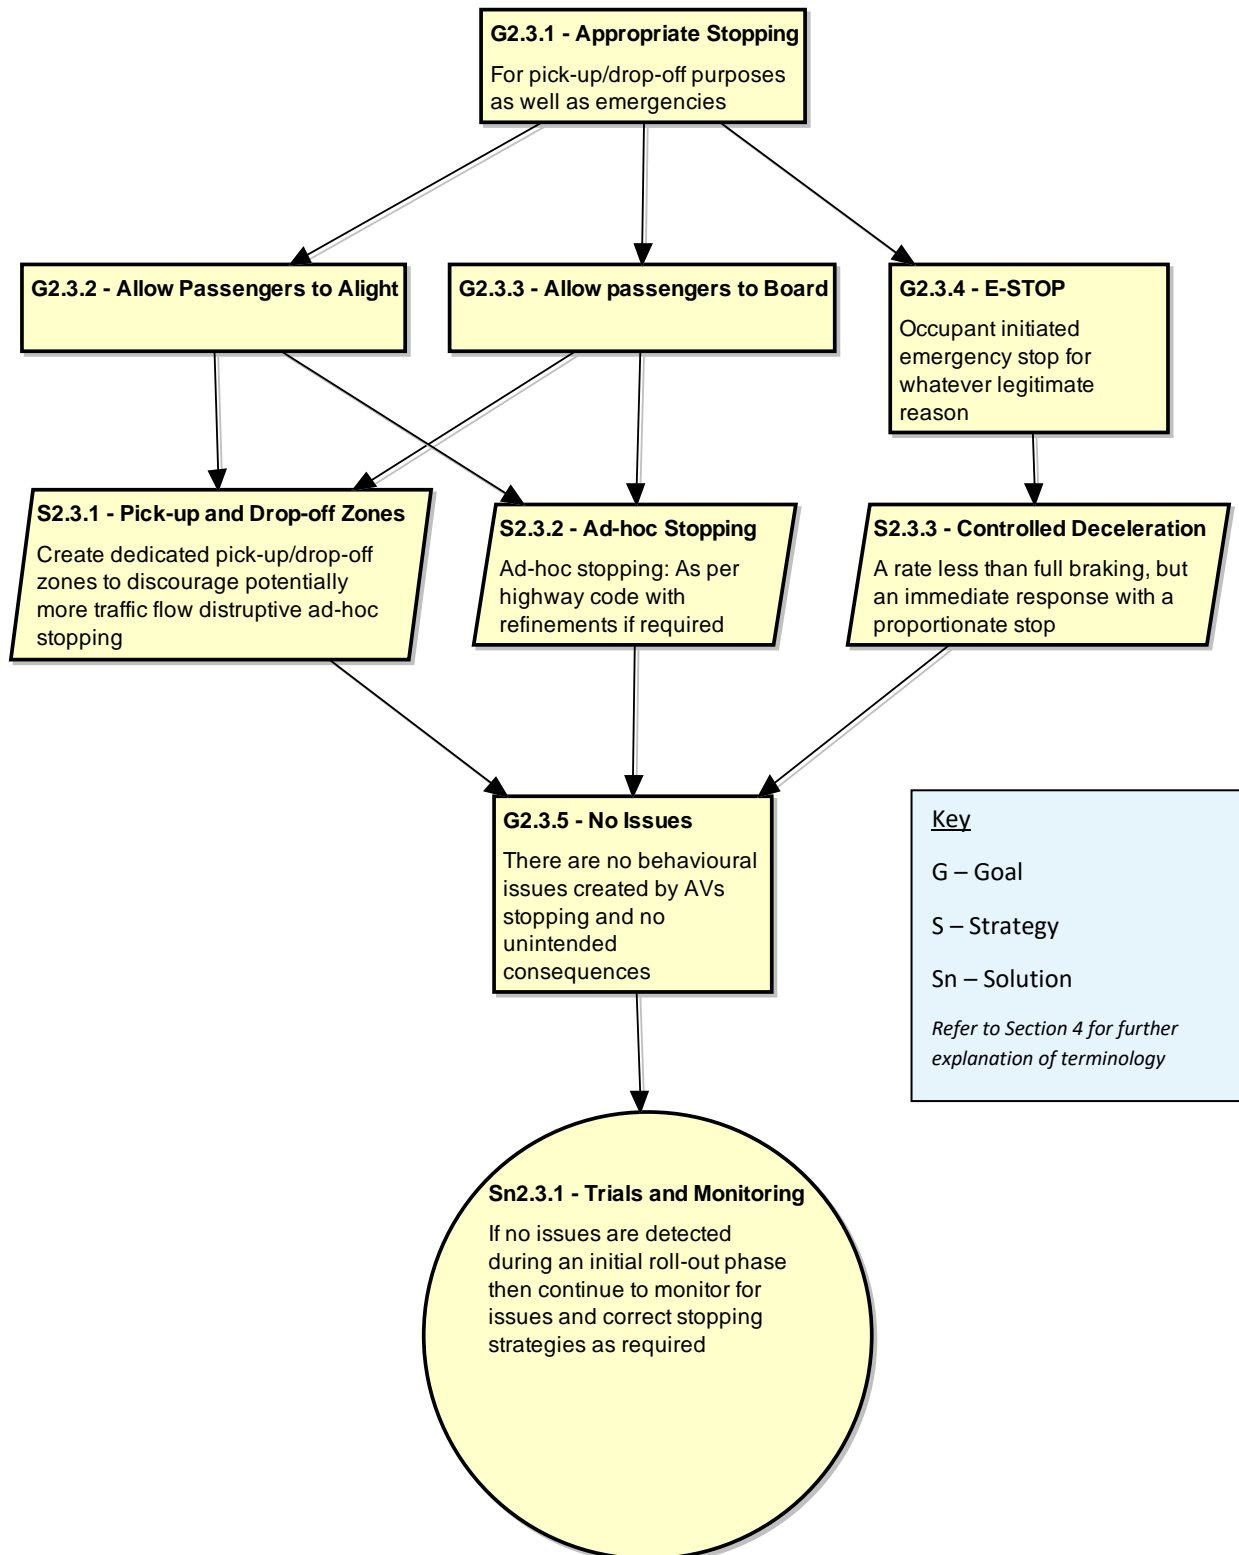 G2.3.1 - Appropriate Stopping
For pick-up/drop-off purposes
as well as emergencies
G2.3.2 - Allow Passengers to Alight
G2.3.3 - Allow passengers to Board
G2.3.4 - E-STOP
Occupant initiated
emergency stop for
whatever legitimate
reason
S2.3.1 - Pick-up and Drop-off Zones
Create dedicated pick-up/drop-off
zones to discourage potentially
more traffic flow distruptive ad-hoc
stopping
S2.3.2 - Ad-hoc Stopping
Ad-hoc stopping: As per
highway code with
refinements if required
S2.3.3 - Controlled Deceleration
A rate less than full braking, but
an immediate response with a
proportionate stop
G2.3.5 - No Issues
There are no behavioural
issues created by AVs
stopping and no
unintended
consequences
Key
G – Goal
S – Strategy
Sn – Solution
Refer to Section 4 for further
explanation of terminology
Sn2.3.1 - Trials and Monitoring
If no issues are detected
during an initial roll-out phase
then continue to monitor for
issues and correct stopping
strategies as required